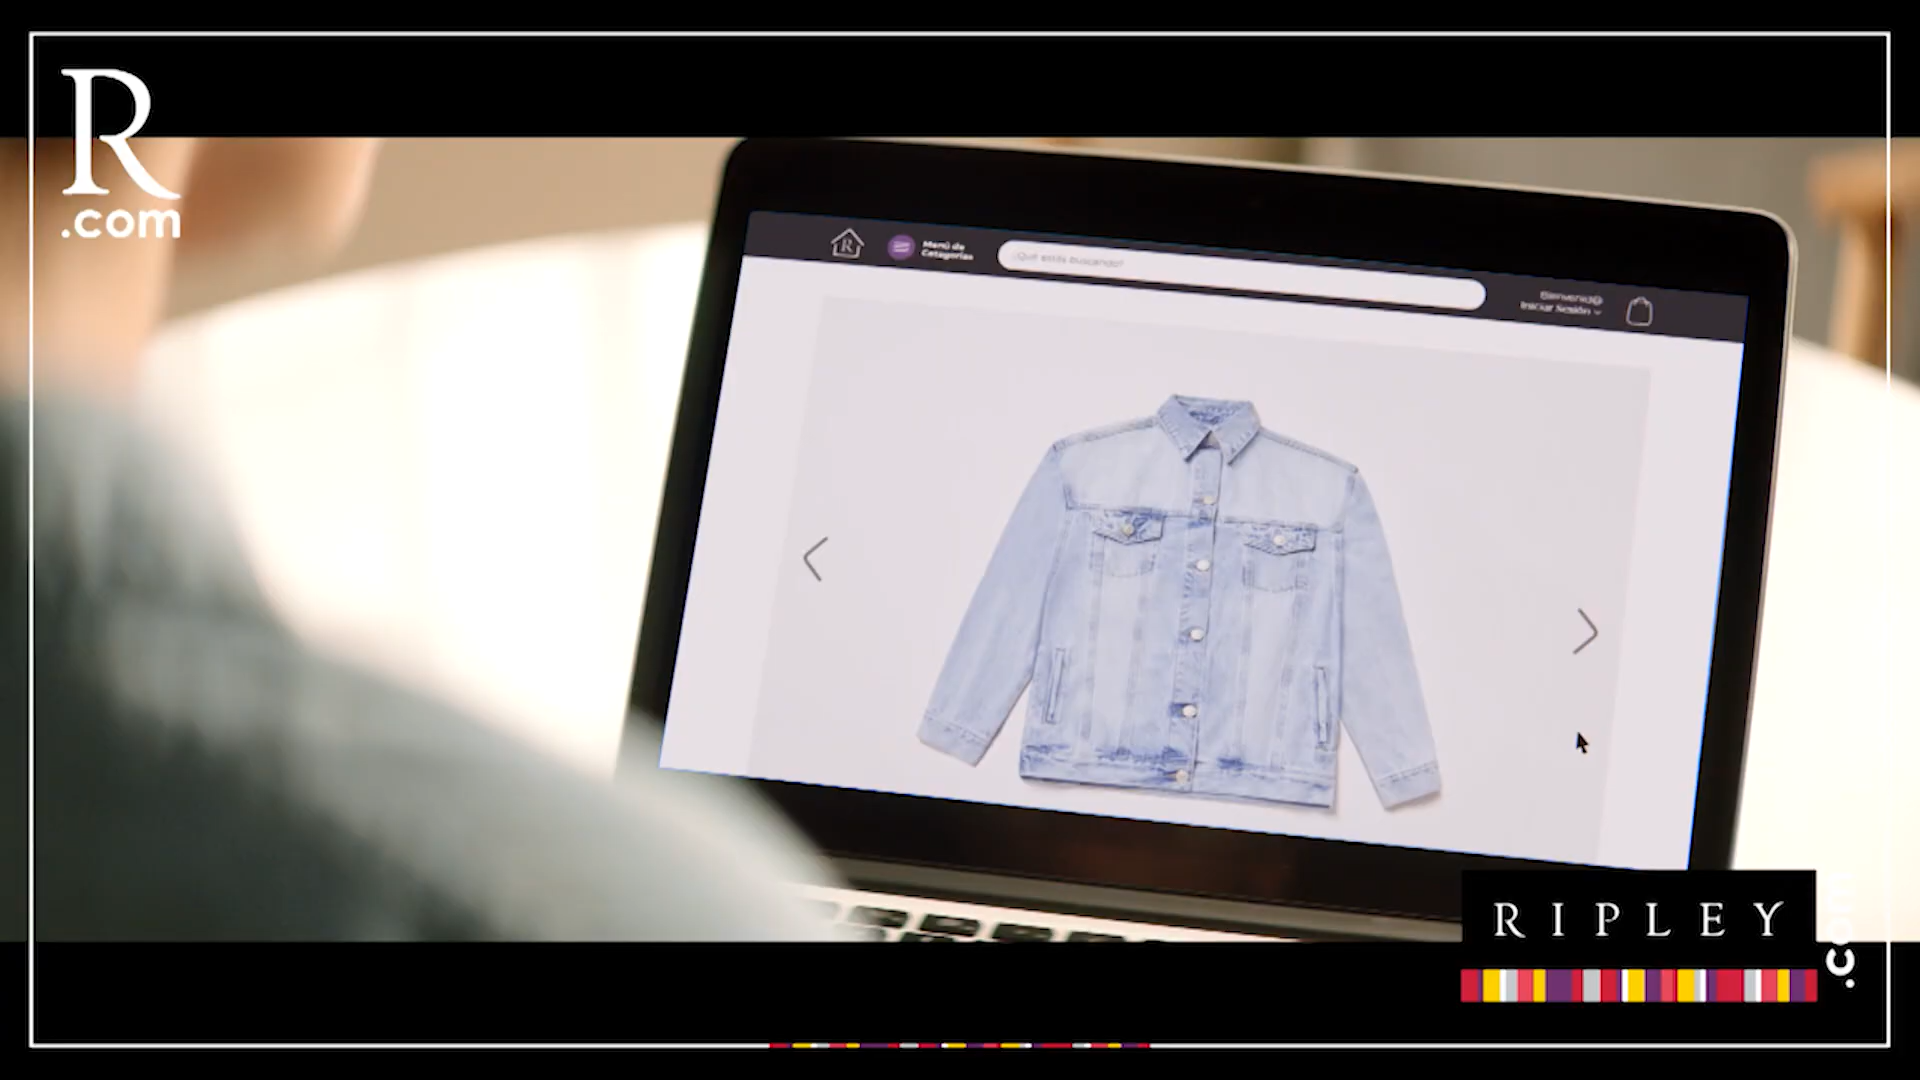 R
.com
R
Menú de
Categorías
¿Qué estás buscando?
Bienvenid@
Iniciar Sesión
RIPLEY
.com